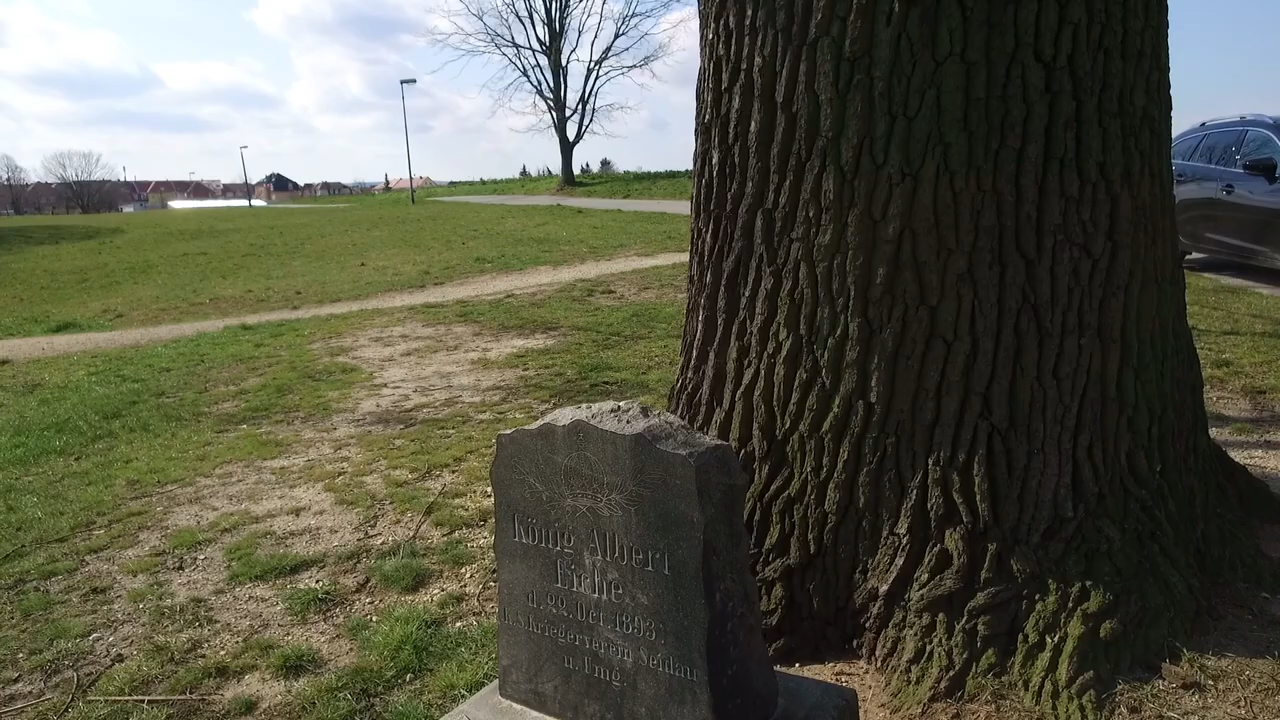 König Albert
Eiche
d. 22. Oct. 1893.
k. s. Kriegerverein Seidau
u. Umg.